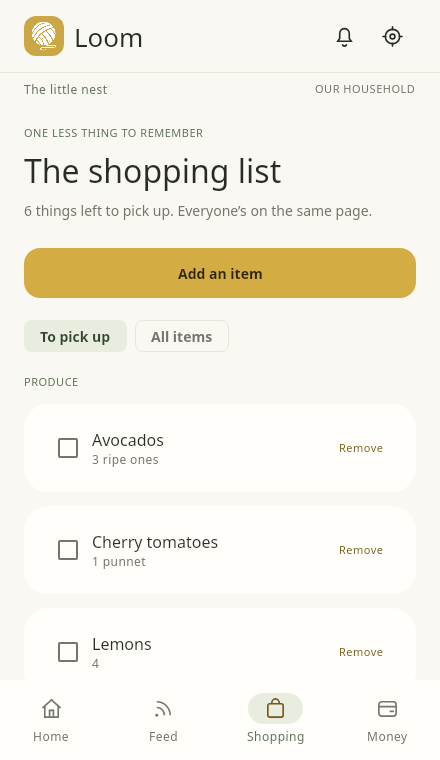 Loom
The little nest
OUR HOUSEHOLD
ONE LESS THING TO REMEMBER
The shopping list
6 things left to pick up. Everyone’s on the same page.
Add an item
To pick up
All items
PRODUCE
Avocados
3 ripe ones
Remove
Cherry tomatoes
1 punnet
Remove
Lemons
4
Remove
Home
Feed
Shopping
Money